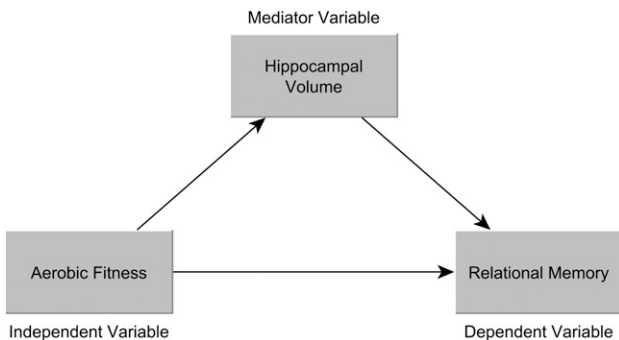 Mediator Variable
Hippocampal
Volume
Aerobic Fitness
Relational Memory
Independent Variable
Dependent Variable